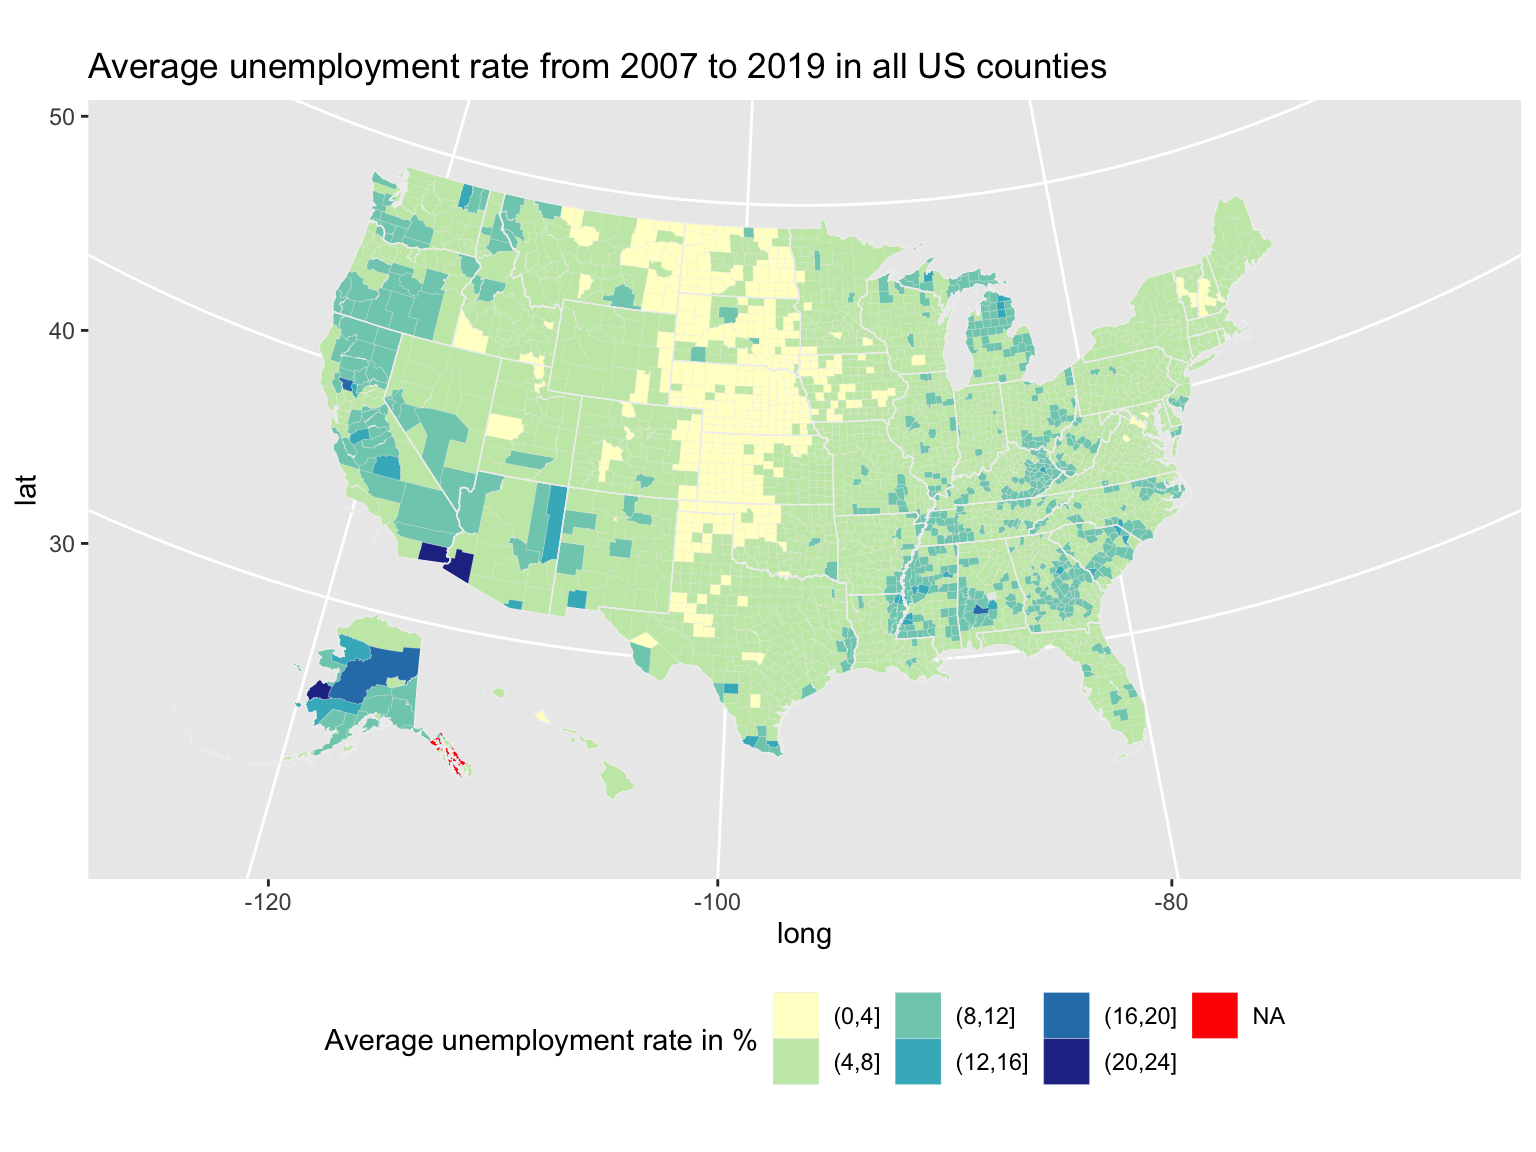 Average unemployment rate from 2007 to 2019 in all US counties
50
40
30
lat
-120 -100 -80
long
Average unemployment rate in %
(0,4] (8,12] (16,20] NA
(4,8] (12,16] (20,24]